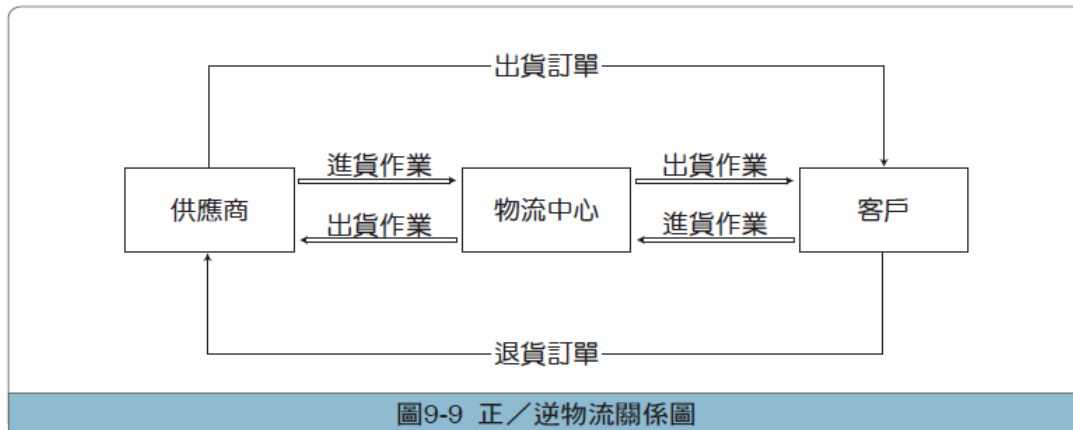 出貨訂單
進貨作業
出貨作業
供應商
物流中心
客戶
出貨作業
進貨作業
退貨訂單
圖9-9 正／逆物流關係圖